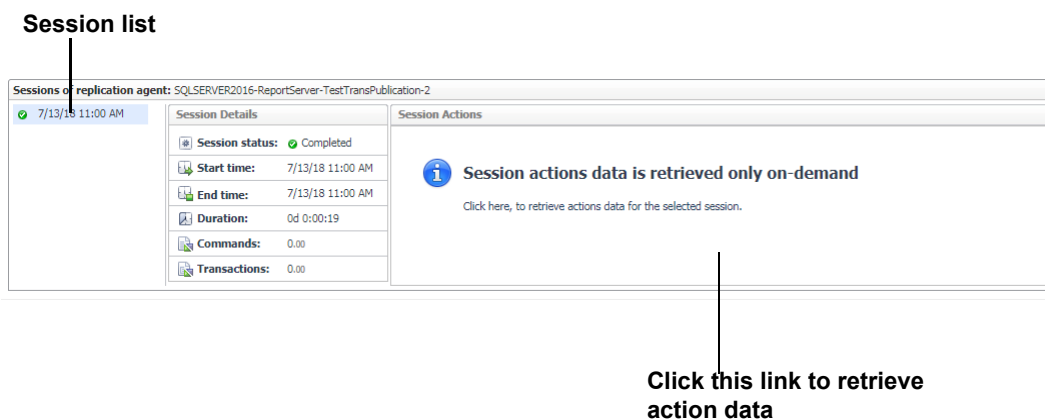 Session list
Sessions of replication agent: SQLSERVER2016-ReportServer-TestTransPublication-2
7/13/18 11:00 AM
Session Details
Session status: Completed
Start time: 7/13/18 11:00 AM
End time: 7/13/18 11:00 AM
Duration: 0d 0:00:19
Commands: 0.00
Transactions: 0.00
Session Actions
Session actions data is retrieved only on-demand
Click here, to retrieve actions data for the selected session.
Click this link to retrieve
action data